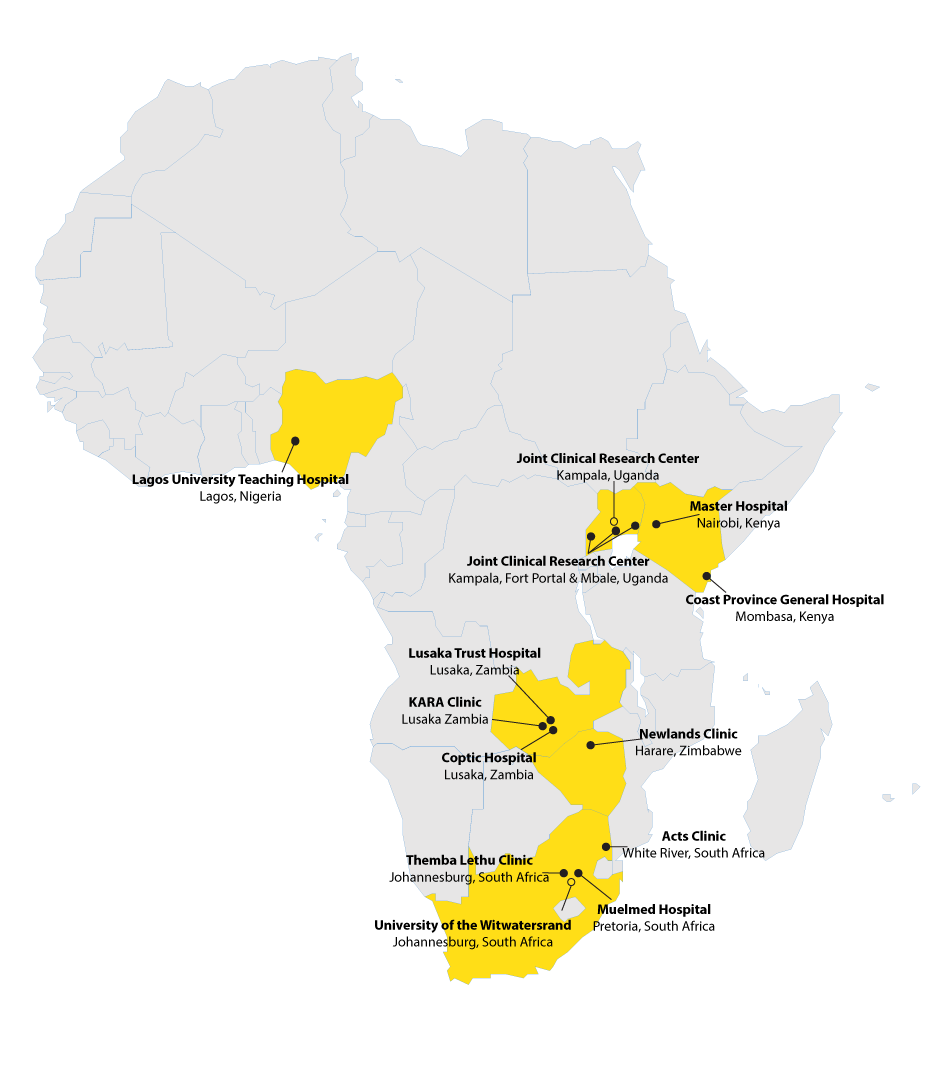 Joint Clinical Research Center
Kampala, Uganda
Lagos University Teaching Hospital
Lagos, Nigeria
Master Hospital
Nairobi, Kenya
Joint Clinical Research Center
Kampala, Fort Portal & Mbale, Uganda
Coast Province General Hospital
Mombasa, Kenya
Lusaka Trust Hospital
Lusaka, Zambia
KARA Clinic
Lusaka Zambia
Newlands Clinic
Harare, Zimbabwe
Coptic Hospital
Lusaka, Zambia
Acts Clinic
White River, South Africa
Themba Lethu Clinic
Johannesburg, South Africa
Muelmed Hospital
Pretoria, South Africa
University of the Witwatersrand
Johannesburg, South Africa